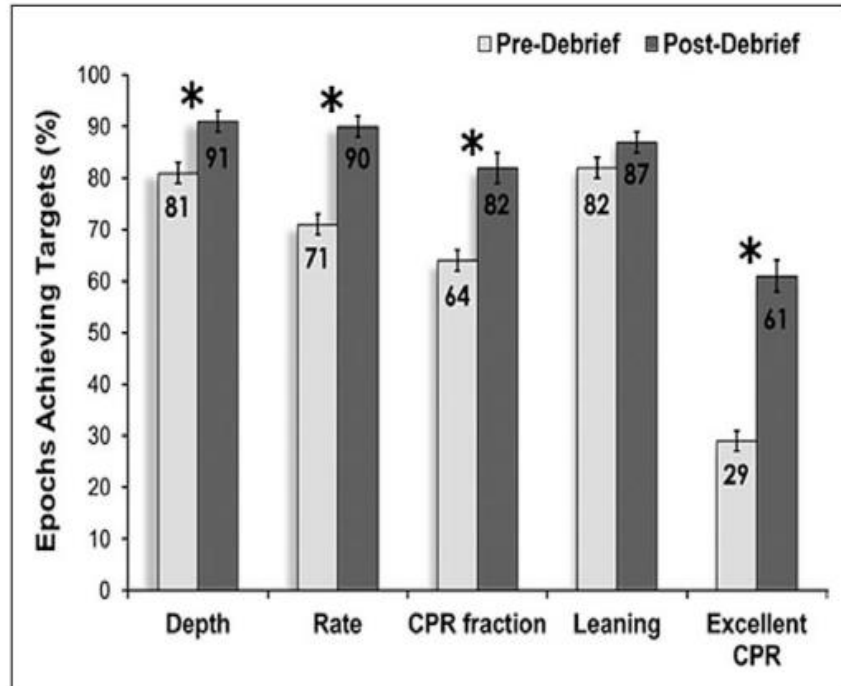 Pre-Debrief Post-Debrief
Epochs Achieving Targets (%)
100
90
80
70
60
50
40
30
20
10
0
* * * *
81 91 71 90 64 82 82 87 29 61
Depth Rate CPR fraction Leaning Excellent
CPR